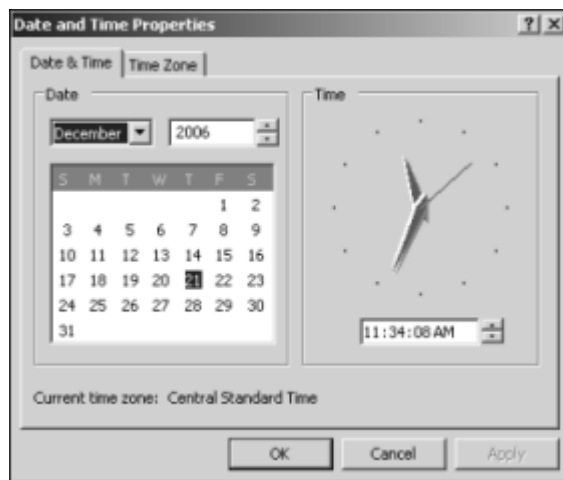 Date and Time Properties ? ×
Date & Time Time Zone
Date Time
December 2006
S M T W T F S
1 2
3 4 5 6 7 8 9
10 11 12 13 14 15 16
17 18 19 20 21 22 23
24 25 26 27 28 29 30
31
11:34:08 AM
Current time zone: Central Standard Time
OK Cancel Apply